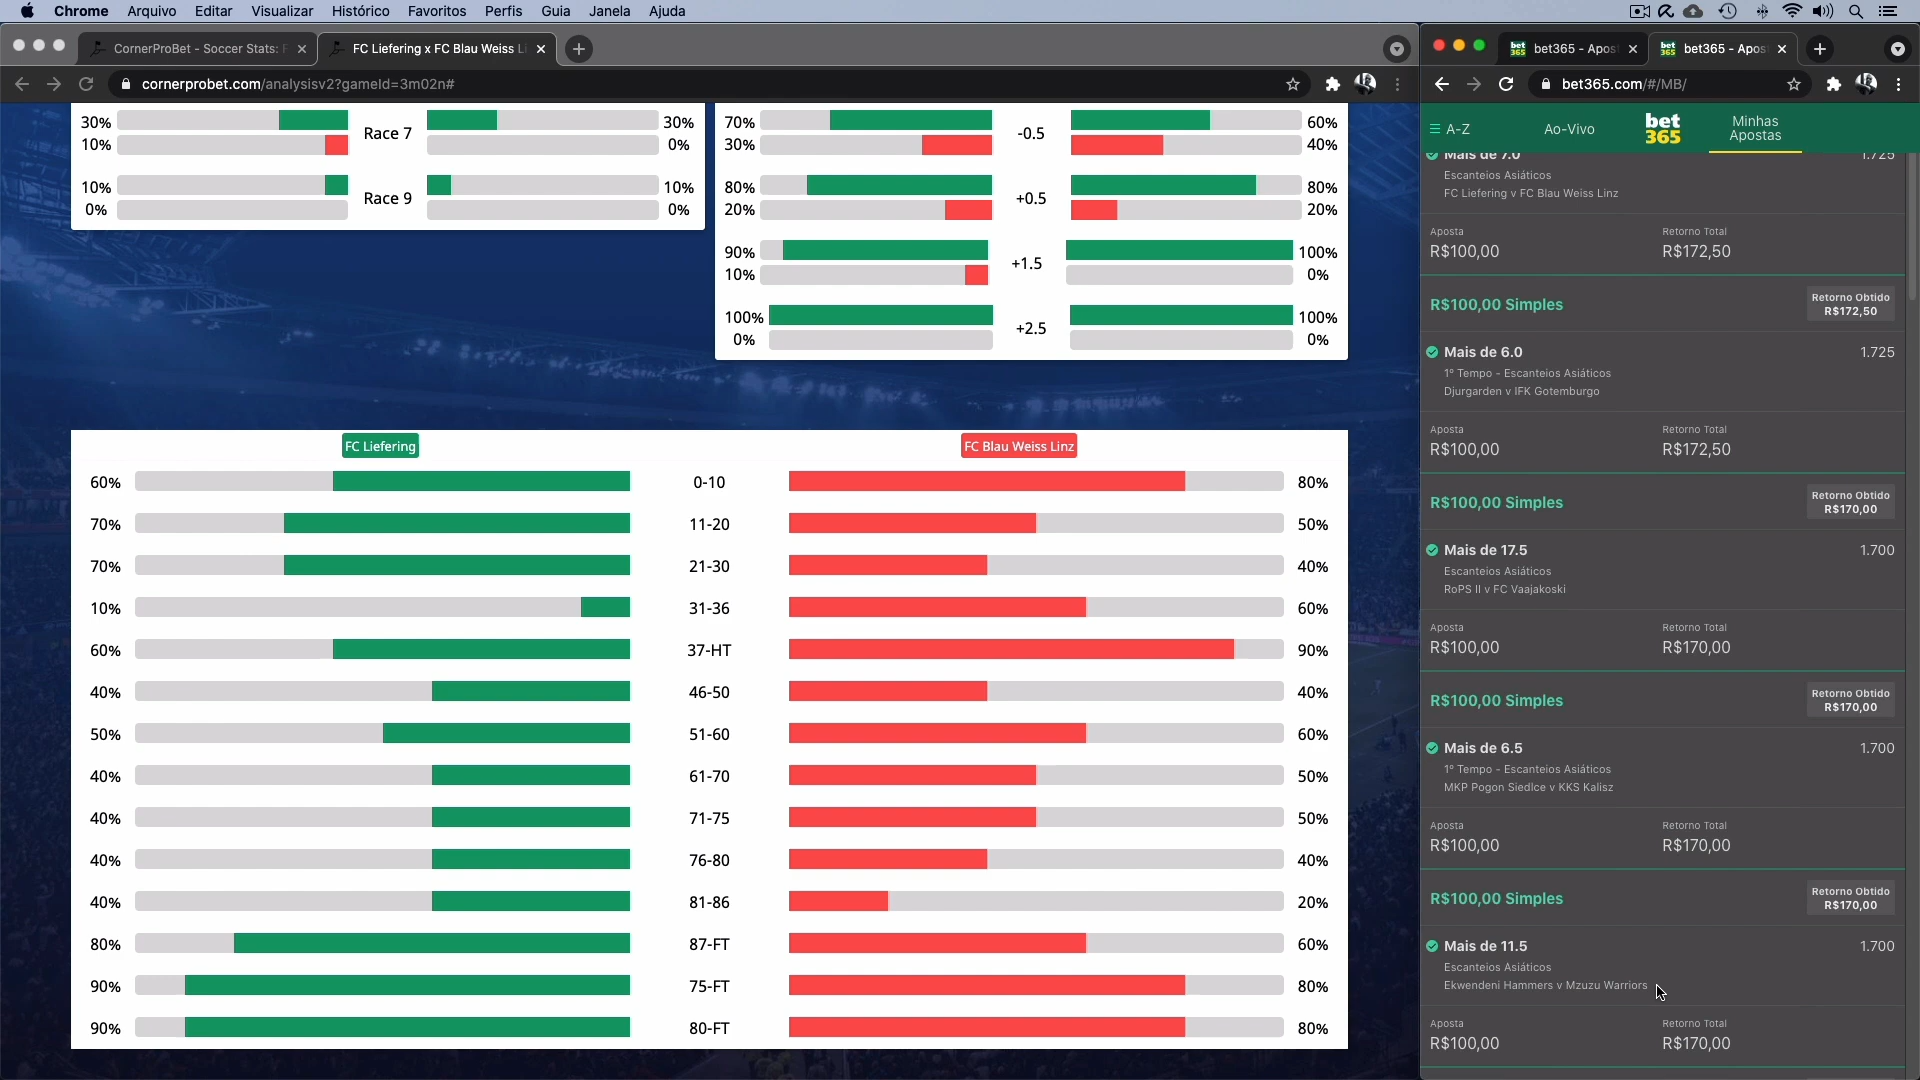 Chrome Arquivo Editar Visualizar Histórico Favoritos Perfis Guia Janela Ajuda
CornerProBet - Soccer Stats: F
FC Liefering x FC Blau Weiss Li
cornerprobet.com/analysisv2?gameId=3m02n#
30% Race 7 30%
10% 0%
10% Race 9 10%
0% 0%
70% -0.5 60%
30% 40%
80% +0.5 80%
20% 20%
90% +1.5 100%
10% 0%
100% +2.5 100%
0% 0%
FC Liefering FC Blau Weiss Linz
60% 0-10 80%
70% 11-20 50%
70% 21-30 40%
10% 31-36 60%
60% 37-HT 90%
40% 46-50 40%
50% 51-60 60%
40% 61-70 50%
40% 71-75 50%
40% 76-80 40%
40% 81-86 20%
80% 87-FT 60%
90% 75-FT 80%
90% 80-FT 80%
bet365 - Apos
bet365 - Apos
bet365.com/#/MB/
A-Z Ao-Vivo bet365 Minhas Apostas
Mais de 7.0 1.725
Escanteios Asiáticos
FC Liefering v FC Blau Weiss Linz
Aposta Retorno Total
R$100,00 R$172,50
R$100,00 Simples Retorno Obtido R$172,50
Mais de 6.0 1.725
1º Tempo - Escanteios Asiáticos
Djurgarden v IFK Gotemburgo
Aposta Retorno Total
R$100,00 R$172,50
R$100,00 Simples Retorno Obtido R$170,00
Mais de 17.5 1.700
Escanteios Asiáticos
RoPS II v FC Vaajakoski
Aposta Retorno Total
R$100,00 R$170,00
R$100,00 Simples Retorno Obtido R$170,00
Mais de 6.5 1.700
1º Tempo - Escanteios Asiáticos
MKP Pogon Siedlce v KKS Kalisz
Aposta Retorno Total
R$100,00 R$170,00
R$100,00 Simples Retorno Obtido R$170,00
Mais de 11.5 1.700
Escanteios Asiáticos
Ekwendeni Hammers v Mzuzu Warriors
Aposta Retorno Total
R$100,00 R$170,00